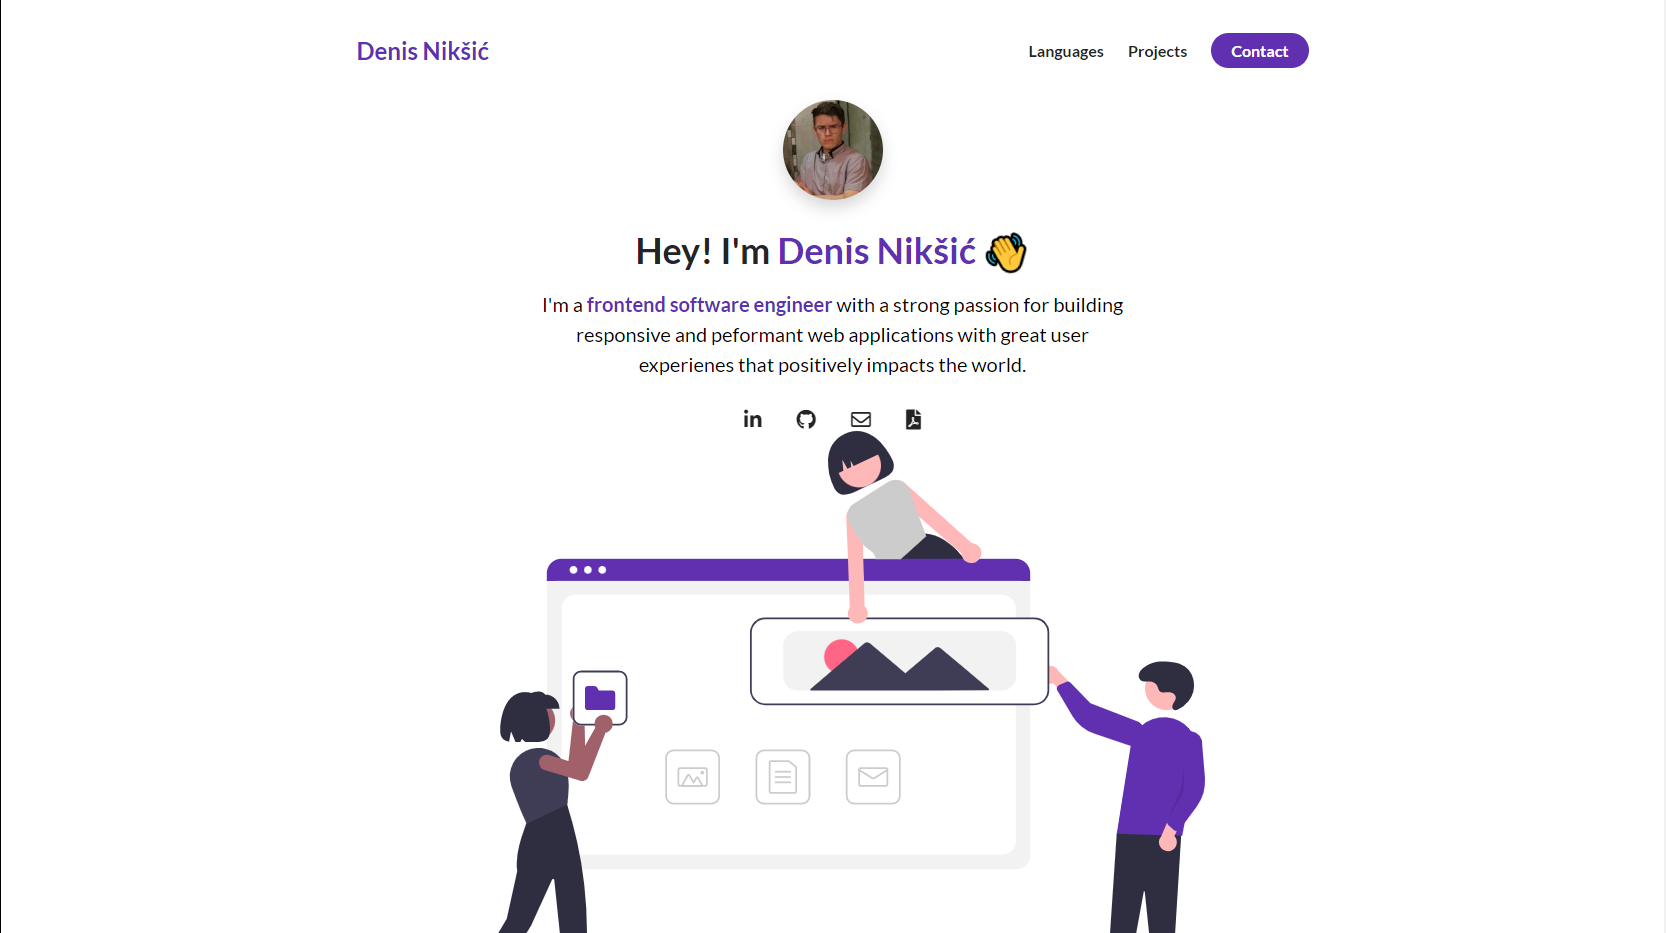 Denis Nikšić
Languages Projects Contact
Hey! I'm Denis Nikšić
I'm a frontend software engineer with a strong passion for building
responsive and peformant web applications with great user
experienes that positively impacts the world.